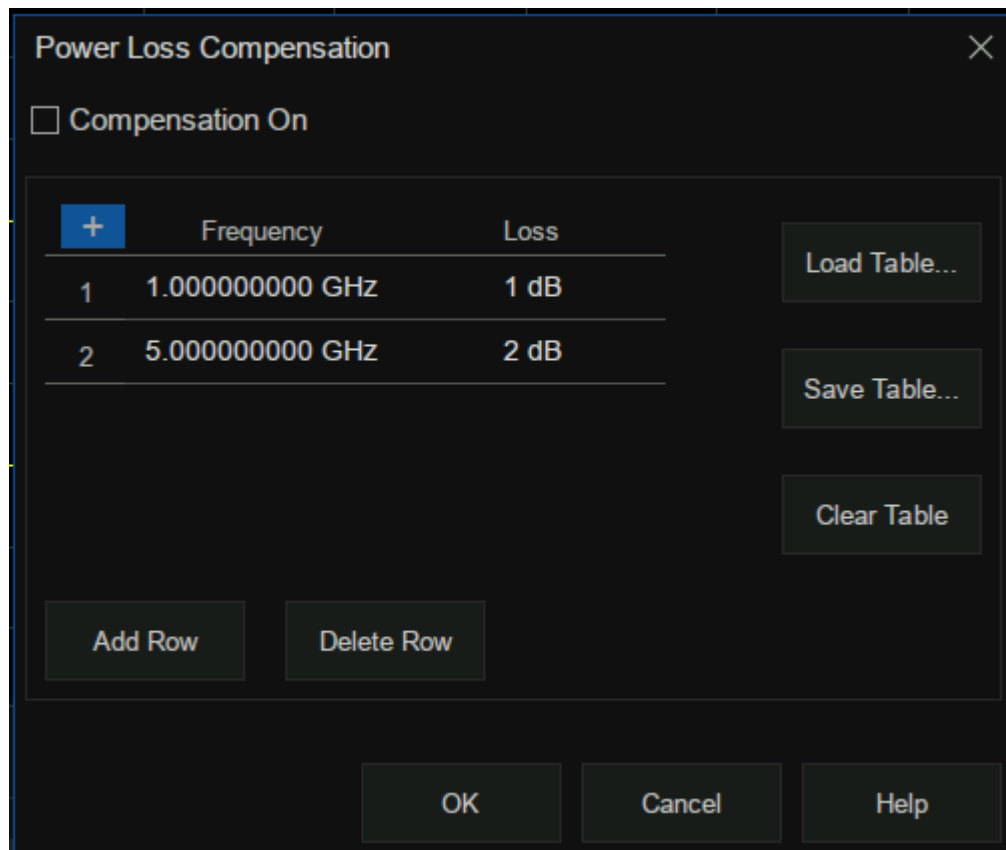 Power Loss Compensation
Compensation On
+ Frequency Loss
Load Table...
1 1.000000000 GHz 1 dB
2 5.000000000 GHz 2 dB
Save Table...
Clear Table
Add Row Delete Row
OK Cancel Help